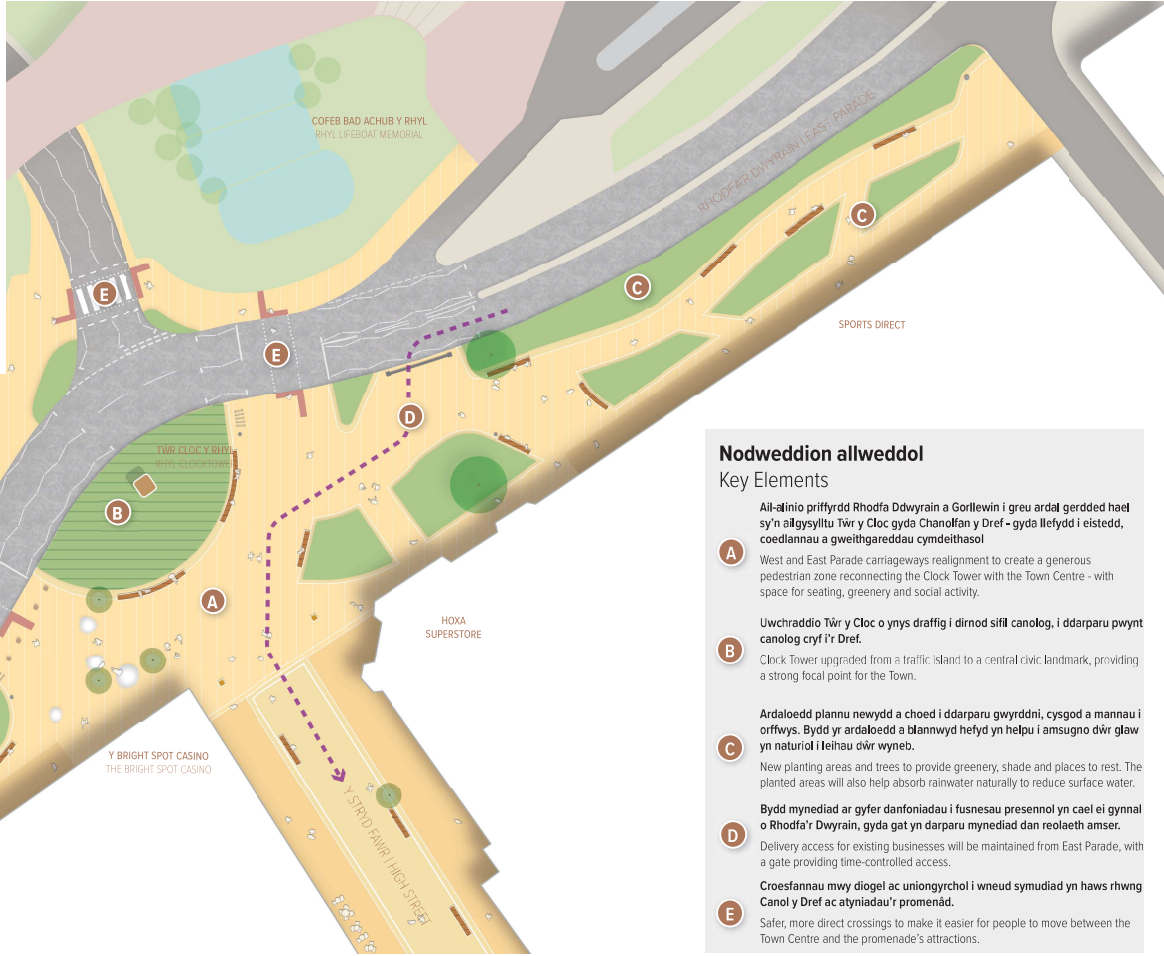 COFEB BAD ACHUB Y RHYL
RHYL LIFEBOAT MEMORIAL
RHODFA'R DWYRAIN I EAST PARADE
C
E
C
E
SPORTS DIRECT
D
TŴR CLOC Y RHYL
RHYL CLOCKTOWER
B
A
HOXA
SUPERSTORE
Y BRIGHT SPOT CASINO
THE BRIGHT SPOT CASINO
Y STRYD FAWR I HIGH STREET
Nodweddion allweddol
Key Elements
A
Ail-alinio priffyrdd Rhodfa Ddwyrain a Gorllewin i greu ardal gerdded hael
sy'n ailgysylltu Tŵr y Cloc gyda Chanolfan y Dref - gyda llefydd i eistedd,
coedlannau a gweithgareddau cymdeithasol
West and East Parade carriageways realignment to create a generous
pedestrian zone reconnecting the Clock Tower with the Town Centre - with
space for seating, greenery and social activity.
B
Uwchraddio Tŵr y Cloc o ynys draffig i dirnod sifil canolog, i ddarparu pwynt
canolog cryf i'r Dref.
Clock Tower upgraded from a traffic island to a central civic landmark, providing
a strong focal point for the Town.
C
Ardaloedd plannu newydd a choed i ddarparu gwyrddni, cysgod a mannau i
orffwys. Bydd yr ardaloedd a blannwyd hefyd yn helpu i amsugno dŵr glaw
yn naturiol i leihau dŵr wyneb.
New planting areas and trees to provide greenery, shade and places to rest. The
planted areas will also help absorb rainwater naturally to reduce surface water.
D
Bydd mynediad ar gyfer danfoniadau i fusnesau presennol yn cael ei gynnal
o Rhodfa'r Dwyrain, gyda gat yn darparu mynediad dan reolaeth amser.
Delivery access for existing businesses will be maintained from East Parade, with
a gate providing time-controlled access.
E
Croesfannau mwy diogel ac uniongyrchol i wneud symudiad yn haws rhwng
Canol y Dref ac atyniadau'r promenâd.
Safer, more direct crossings to make it easier for people to move between the
Town Centre and the promenade's attractions.